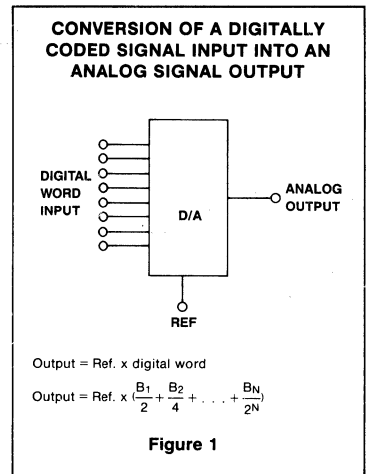 CONVERSION OF A DIGITALLY
CODED SIGNAL INPUT INTO AN
ANALOG SIGNAL OUTPUT
DIGITAL
WORD
INPUT
D/A
ANALOG
OUTPUT
REF
Output = Ref. x digital word
Output = Ref. x (B1/2 + B2/4 + . . . + BN/2N)
Figure 1